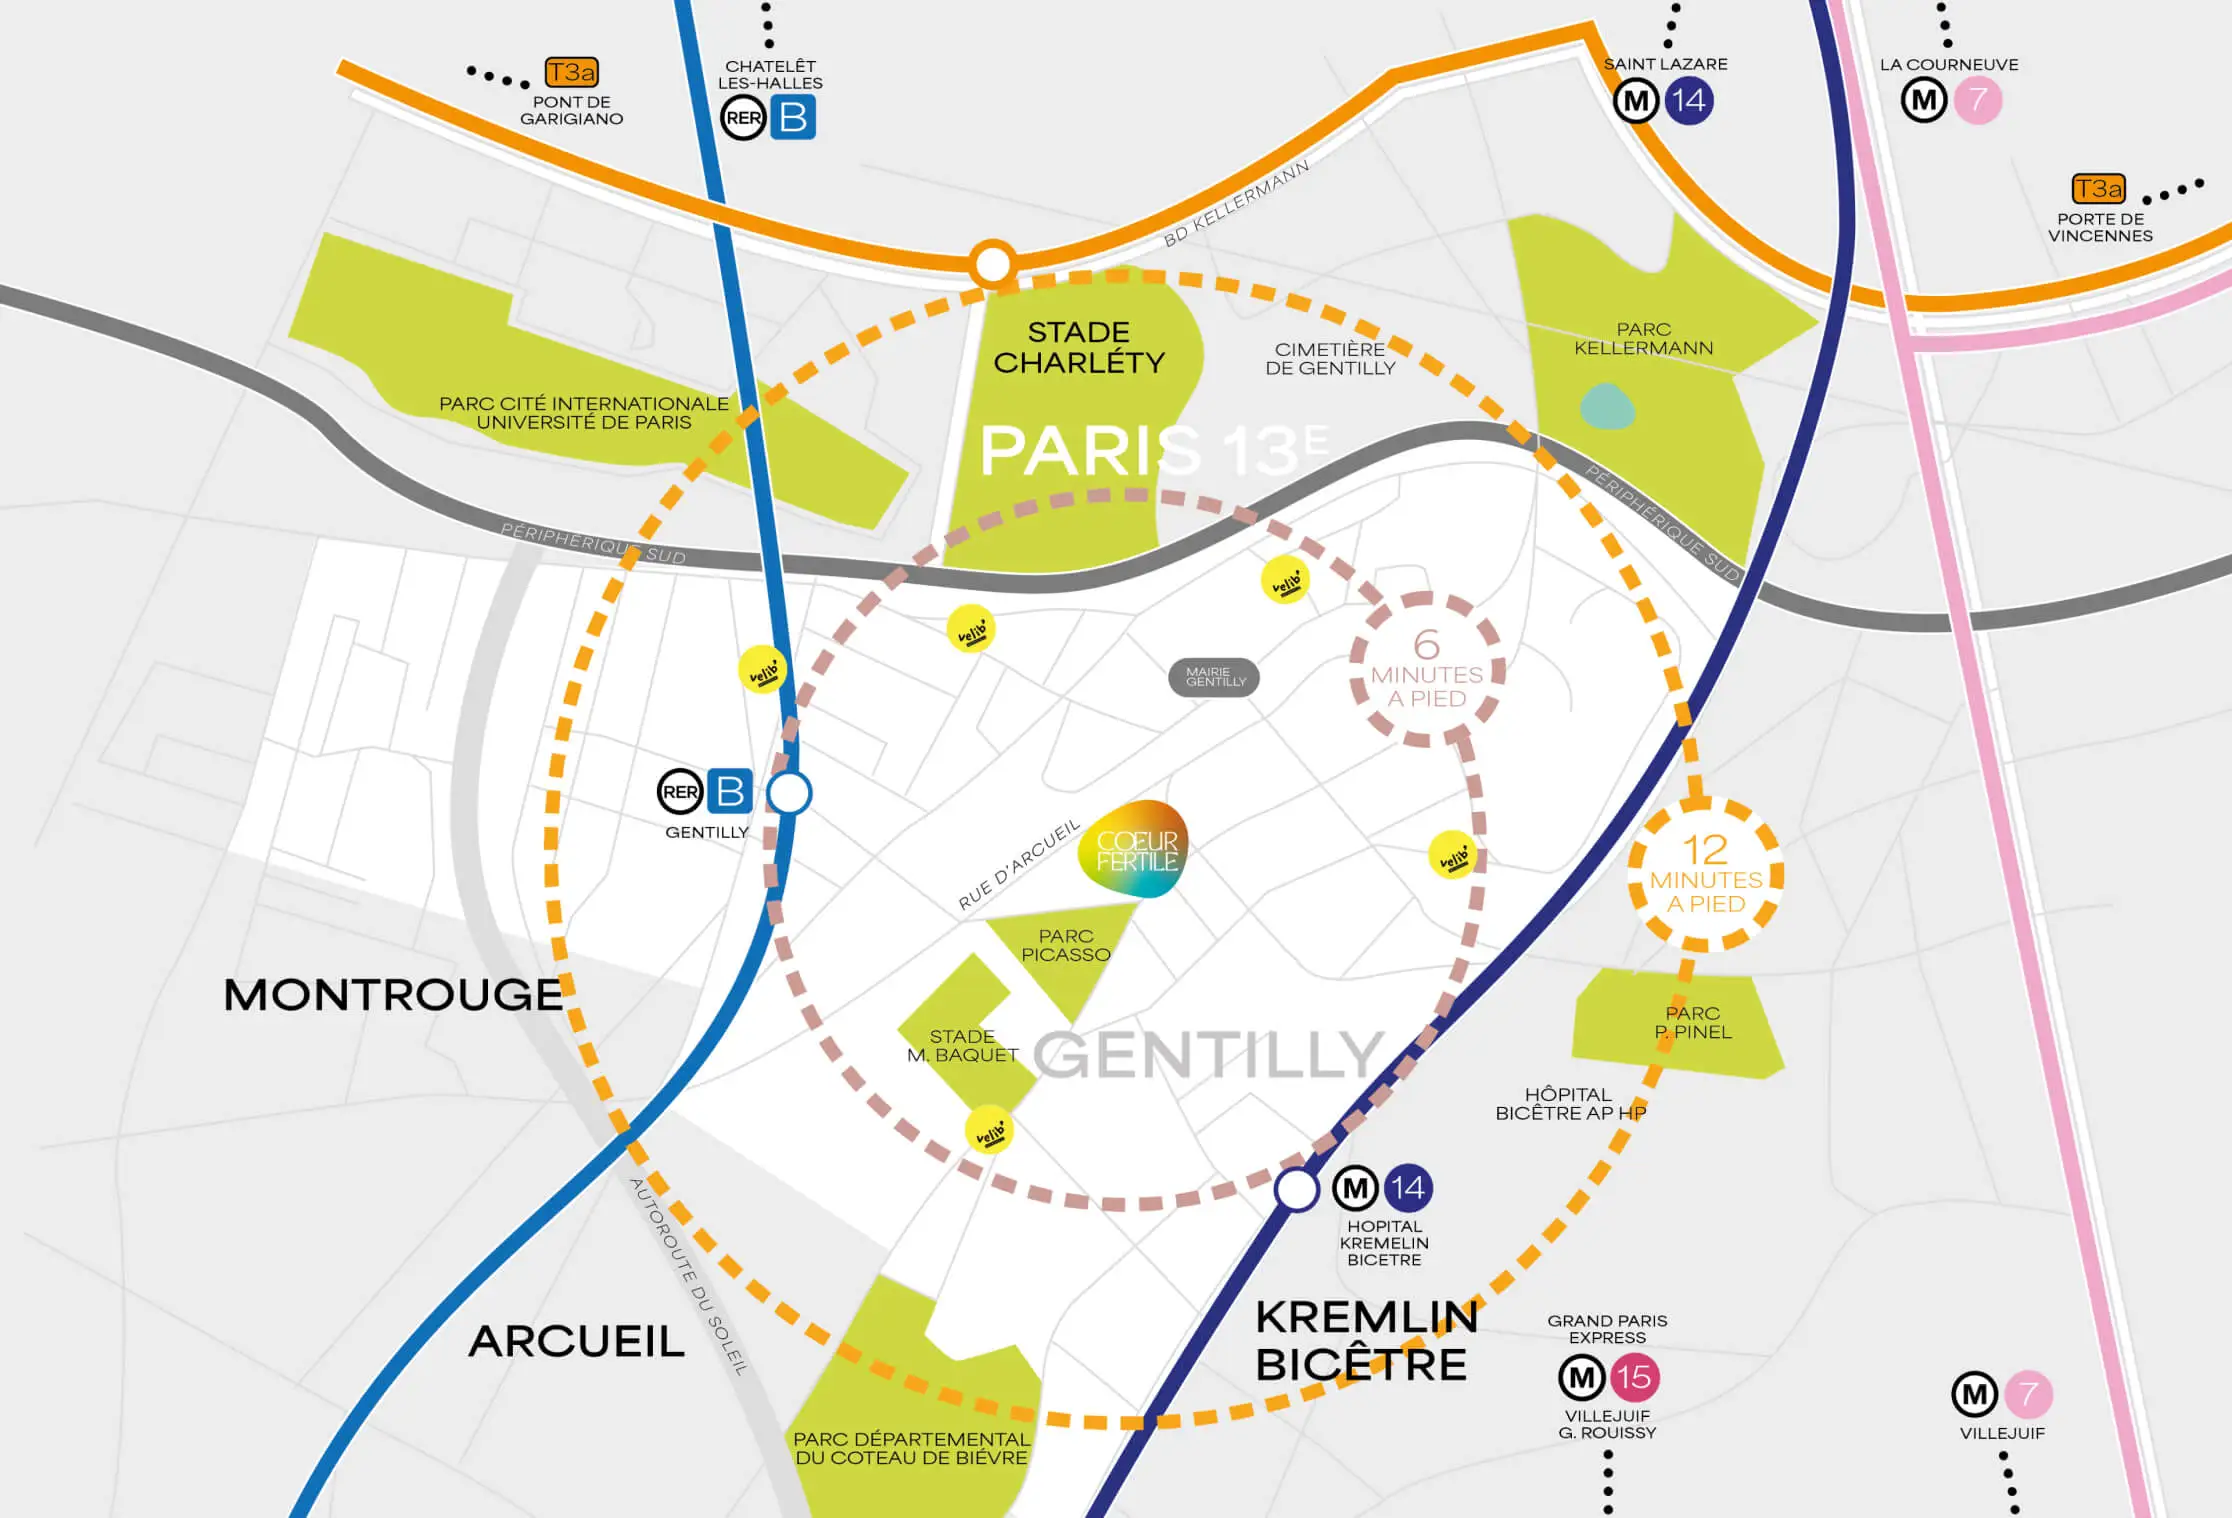 T3a
PONT DE
GARIGIANO
CHATELÊT
LES-HALLES
RER B
SAINT LAZARE
M 14
LA COURNEUVE
M 7
T3a
PORTE DE
VINCENNES
BD KELLERMANN
STADE
CHARLÉTY
CIMETIÈRE
DE GENTILLY
PARC
KELLERMANN
PARC CITÉ INTERNATIONALE
UNIVERSITÉ DE PARIS
PARIS 13E
PÉRIPHÉRIQUE SUD
PÉRIPHÉRIQUE SUD
velib'
velib'
velib'
MAIRIE
GENTILLY
6
MINUTES
A PIED
RER B
GENTILLY
RUE D'ARCUEIL
CŒUR
FERTILE
velib'
12
MINUTES
A PIED
PARC
PICASSO
MONTROUGE
STADE
M. BAQUET
GENTILLY
PARC
P. PINEL
HÔPITAL
BICÊTRE AP HP
velib'
M 14
HOPITAL
KREMELIN
BICETRE
AUTOROUTE DU SOLEIL
ARCUEIL
KREMLIN
BICÊTRE
GRAND PARIS
EXPRESS
M 15
VILLEJUIF
G. ROUISSY
M 7
VILLEJUIF
PARC DÉPARTEMENTAL
DU COTEAU DE BIÉVRE